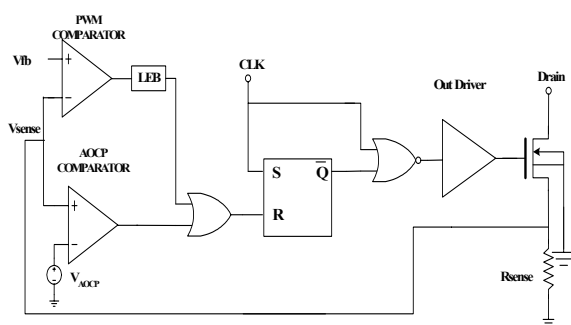 PWM
COMPARATOR
Vfb
LEB
CLK
Out Driver
Drain
Vsense
AOCP
COMPARATOR
S
Q
R
VAOCP
Rsense